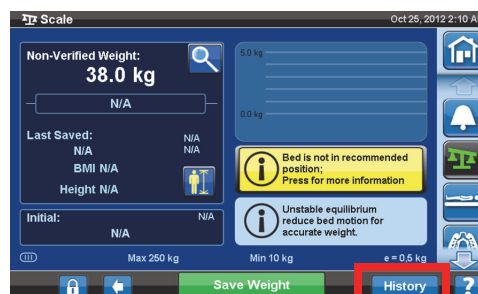 Scale
Oct 25, 2012 2:10 A
Non-Verified Weight:
38.0 kg
N/A
Last Saved:
N/A
N/A
N/A
BMI N/A
Height N/A
Initial:
N/A
N/A
5.0 kg
0.0 kg
Bed is not in recommended
position;
Press for more information
Unstable equilibrium
reduce bed motion for
accurate weight.
Max 250 kg
Min 10 kg
e = 0,5 kg
Save Weight
History
?